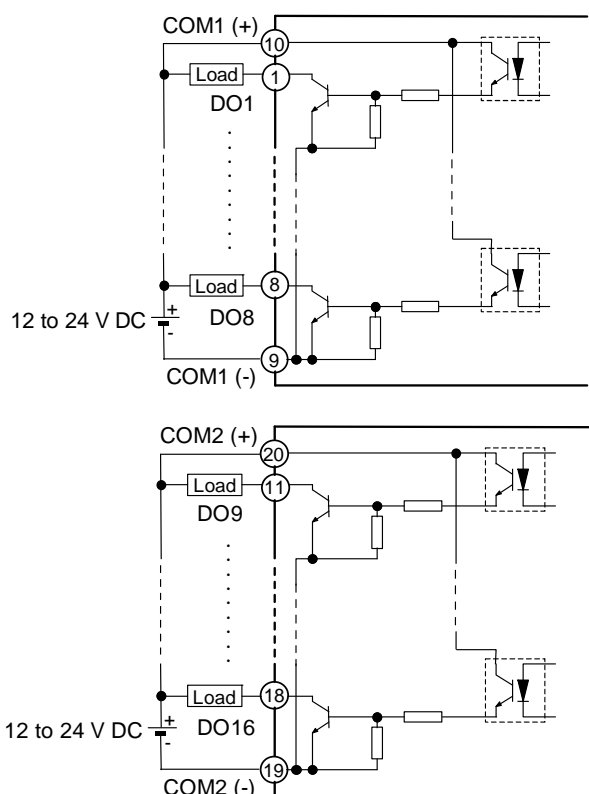 COM1 (+)
10
Load
1
DO1
Load
8
DO8
12 to 24 V DC
+
-
9
COM1 (-)
COM2 (+)
20
Load
11
DO9
Load
18
DO16
12 to 24 V DC
+
-
19
COM2 (-)